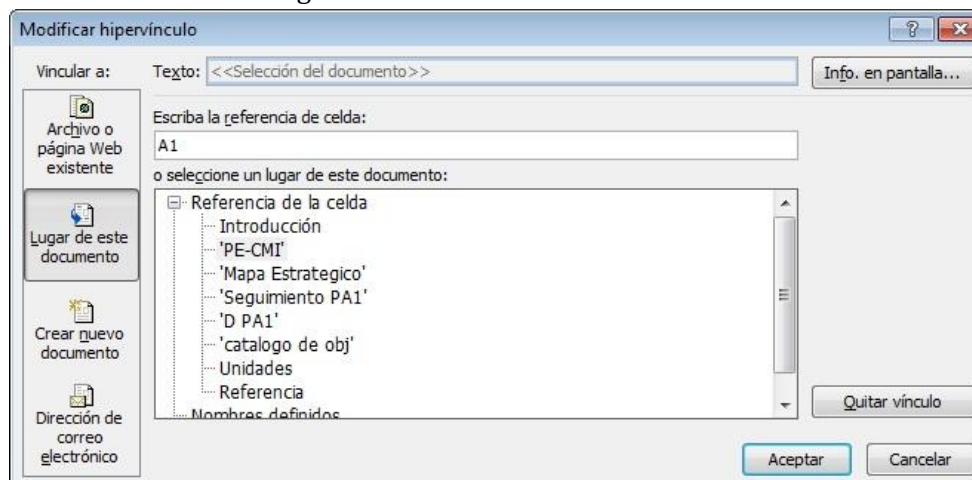 Modificar hipervínculo
Vincular a:
Texto: <<Selección del documento>>
Info. en pantalla...
Archivo o
página Web
existente
Lugar de este
documento
Crear nuevo
documento
Dirección de
correo
electrónico
Escriba la referencia de celda:
A1
o seleccione un lugar de este documento:
Referencia de la celda
Introducción
'PE-CMI'
'Mapa Estrategico'
'Seguimiento PA1'
'D PA1'
'catalogo de obj'
Unidades
Referencia
Nombres definidos
Quitar vínculo
Aceptar
Cancelar